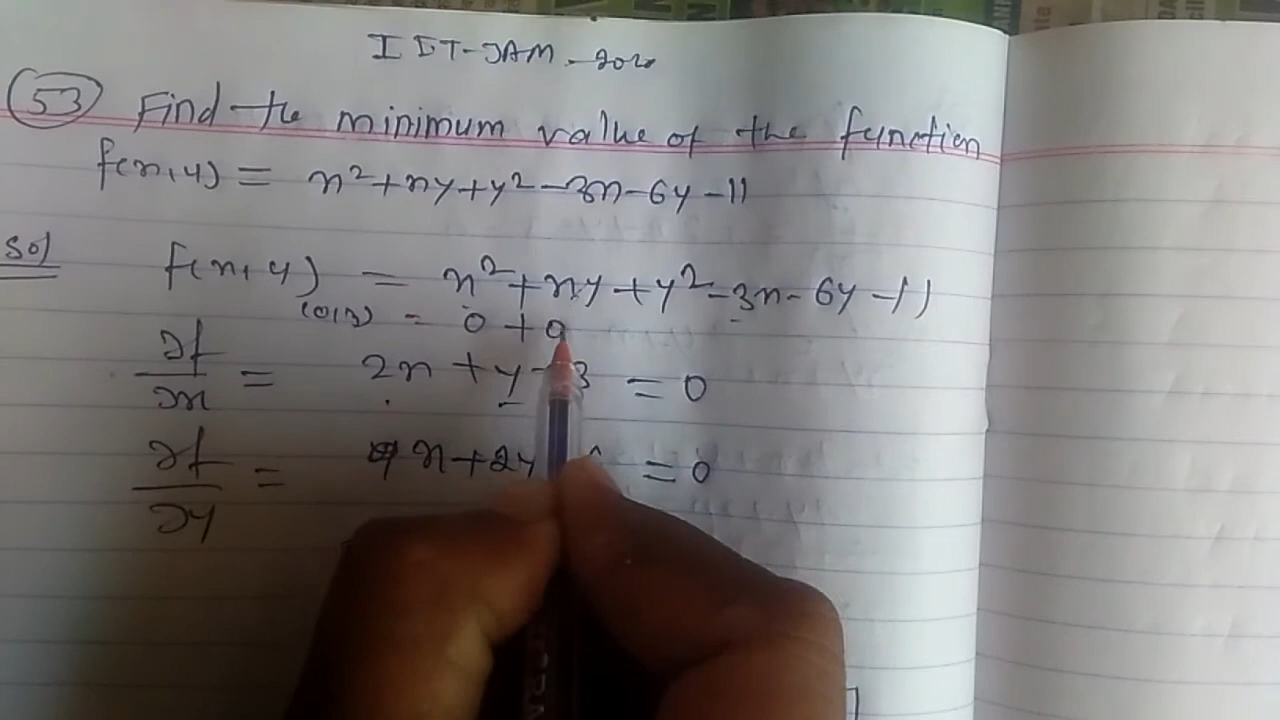 IIT-JAM-2020
53 Find the minimum value of the function
f(x,y) = x²+xy+y²-3x-6y-11
Sol f(x,y) = x²+xy+y²-3x-6y-11
(0,3) = 0+0
∂f/∂x = 2x+y-3 = 0
∂f/∂y = x+2y = 0